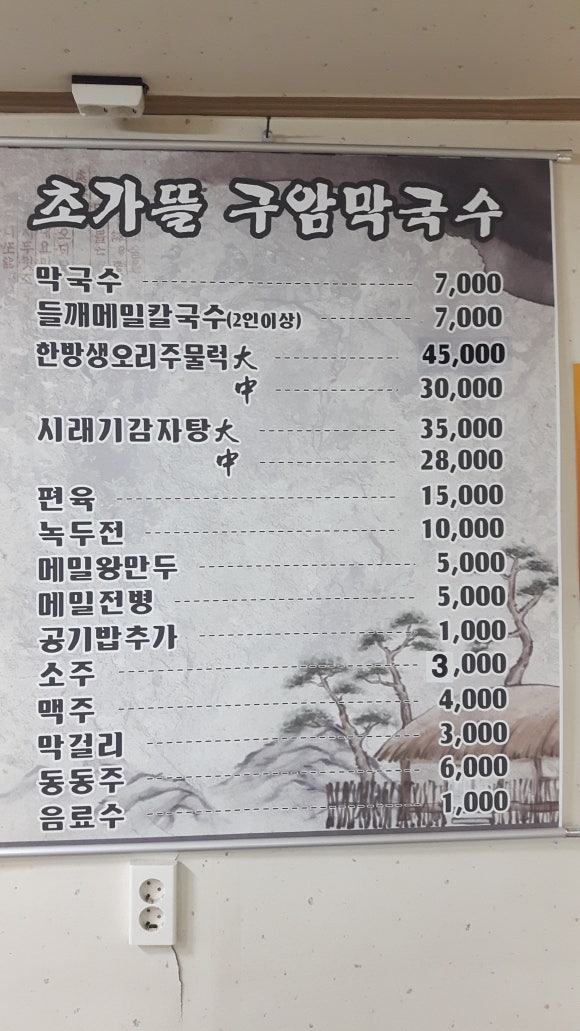 초가뜰 구암막국수
막국수 7,000
들깨메밀칼국수(2인이상) 7,000
한방생오리주물럭 大 45,000
中 30,000
시래기감자탕 大 35,000
中 28,000
편육 15,000
녹두전 10,000
메밀왕만두 5,000
메밀전병 5,000
공기밥추가 1,000
소주 3,000
맥주 4,000
막걸리 3,000
동동주 6,000
음료수 1,000